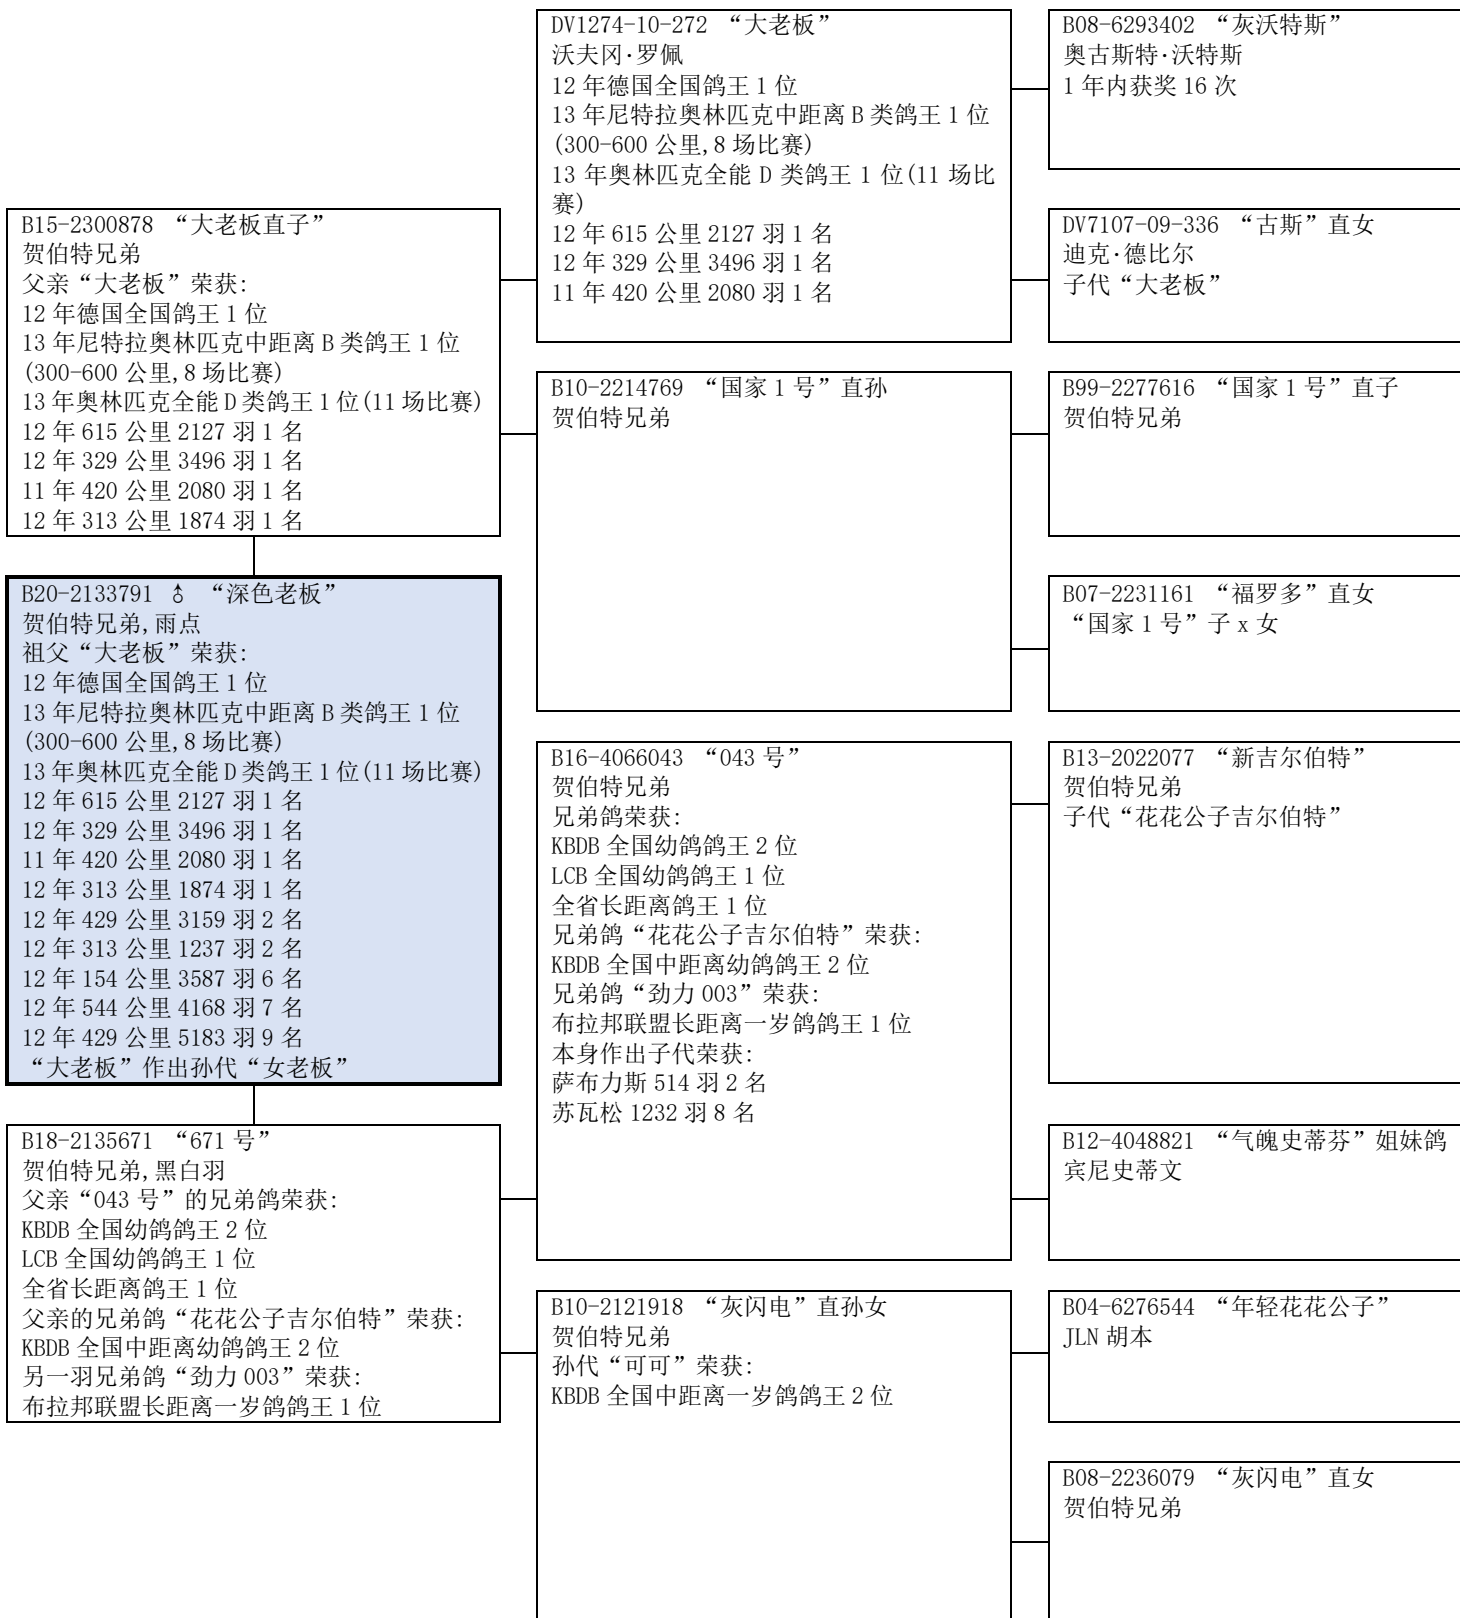 B15-2300878 “大老板直子”
贺伯特兄弟
父亲“大老板”荣获:
12 年德国全国鸽王 1 位
13 年尼特拉奥林匹克中距离 B 类鸽王 1 位
(300-600 公里,8 场比赛)
13 年奥林匹克全能 D 类鸽王 1 位(11 场比赛)
12 年 615 公里 2127 羽 1 名
12 年 329 公里 3496 羽 1 名
11 年 420 公里 2080 羽 1 名
12 年 313 公里 1874 羽 1 名
B20-2133791 ♂ “深色老板”
贺伯特兄弟,雨点
祖父“大老板”荣获:
12 年德国全国鸽王 1 位
13 年尼特拉奥林匹克中距离 B 类鸽王 1 位
(300-600 公里,8 场比赛)
13 年奥林匹克全能 D 类鸽王 1 位(11 场比赛)
12 年 615 公里 2127 羽 1 名
12 年 329 公里 3496 羽 1 名
11 年 420 公里 2080 羽 1 名
12 年 313 公里 1874 羽 1 名
12 年 429 公里 3159 羽 2 名
12 年 313 公里 1237 羽 2 名
12 年 154 公里 3587 羽 6 名
12 年 544 公里 4168 羽 7 名
12 年 429 公里 5183 羽 9 名
“大老板”作出孙代“女老板”
B18-2135671 “671 号”
贺伯特兄弟,黑白羽
父亲“043 号”的兄弟鸽荣获:
KBDB 全国幼鸽鸽王 2 位
LCB 全国幼鸽鸽王 1 位
全省长距离鸽王 1 位
父亲的兄弟鸽“花花公子吉尔伯特”荣获:
KBDB 全国中距离幼鸽鸽王 2 位
另一羽兄弟鸽“劲力 003”荣获:
布拉邦联盟长距离一岁鸽鸽王 1 位
DV1274-10-272 “大老板”
沃夫冈·罗佩
12 年德国全国鸽王 1 位
13 年尼特拉奥林匹克中距离 B 类鸽王 1 位
(300-600 公里,8 场比赛)
13 年奥林匹克全能 D 类鸽王 1 位(11 场比
赛)
12 年 615 公里 2127 羽 1 名
12 年 329 公里 3496 羽 1 名
11 年 420 公里 2080 羽 1 名
B10-2214769 “国家 1 号”直孙
贺伯特兄弟
B16-4066043 “043 号”
贺伯特兄弟
兄弟鸽荣获:
KBDB 全国幼鸽鸽王 2 位
LCB 全国幼鸽鸽王 1 位
全省长距离鸽王 1 位
兄弟鸽“花花公子吉尔伯特”荣获:
KBDB 全国中距离幼鸽鸽王 2 位
兄弟鸽“劲力 003”荣获:
布拉邦联盟长距离一岁鸽鸽王 1 位
本身作出子代荣获:
萨布力斯 514 羽 2 名
苏瓦松 1232 羽 8 名
B10-2121918 “灰闪电”直孙女
贺伯特兄弟
孙代“可可”荣获:
KBDB 全国中距离一岁鸽鸽王 2 位
B08-6293402 “灰沃特斯”
奥古斯特·沃特斯
1 年内获奖 16 次
DV7107-09-336 “古斯”直女
迪克·德比尔
子代“大老板”
B99-2277616 “国家 1 号”直子
贺伯特兄弟
B07-2231161 “福罗多”直女
“国家 1 号”子 x 女
B13-2022077 “新吉尔伯特”
贺伯特兄弟
子代“花花公子吉尔伯特”
B12-4048821 “气魄史蒂芬”姐妹鸽
宾尼史蒂文
B04-6276544 “年轻花花公子”
JLN 胡本
B08-2236079 “灰闪电”直女
贺伯特兄弟